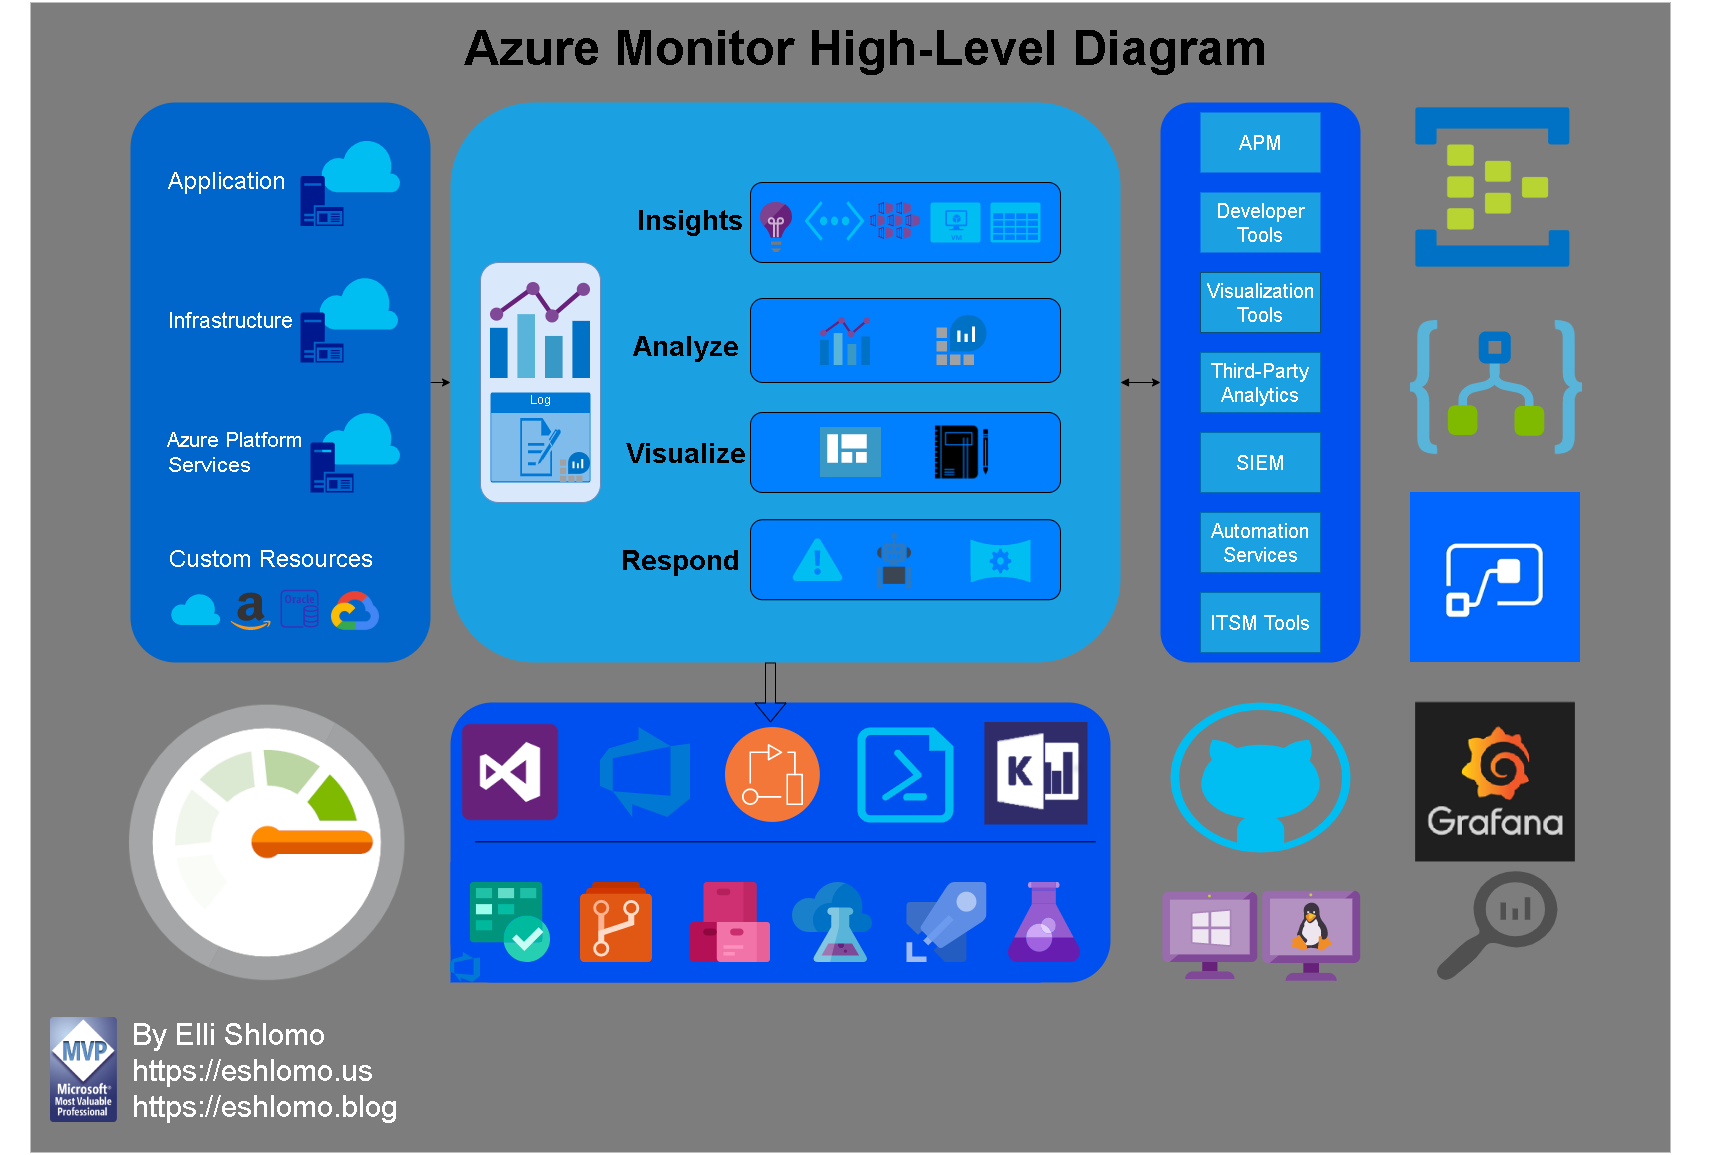 Azure Monitor High-Level Diagram
Application
Infrastructure
Azure Platform
Services
Custom Resources
a
Oracle
Log
Insights
VM
Analyze
Visualize
Respond
APM
Developer
Tools
Visualization
Tools
Third-Party
Analytics
SIEM
Automation
Services
ITSM Tools
K
Grafana
MVP
Microsoft®
Most Valuable
Professional
By Elli Shlomo
https://eshlomo.us
https://eshlomo.blog